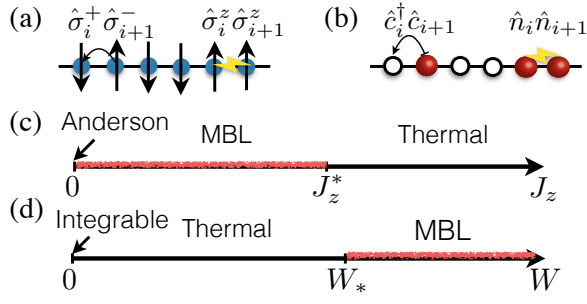 (a) σ̂ᵢ⁺σ̂ᵢ₊₁⁻ σ̂ᵢᶻσ̂ᵢ₊₁ᶻ (b) ĉᵢ†ĉᵢ₊₁ n̂ᵢn̂ᵢ₊₁
(c) Anderson MBL Thermal
0 J_z^* J_z
(d) Integrable Thermal MBL
0 W_* W